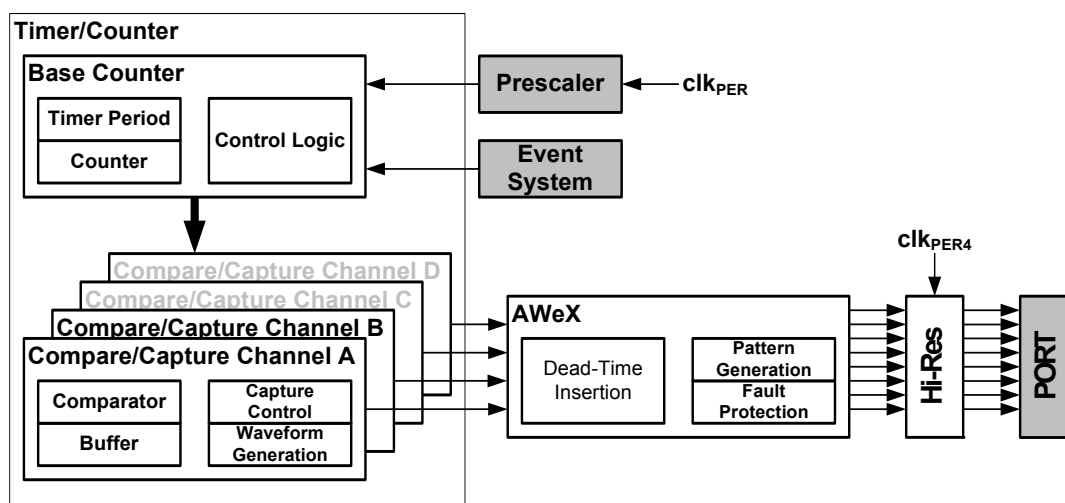 Timer/Counter
Base Counter
Timer Period
Counter
Control Logic
Prescaler
clkPER
Event
System
Compare/Capture Channel D
Compare/Capture Channel C
Compare/Capture Channel B
Compare/Capture Channel A
Comparator
Buffer
Capture
Control
Waveform
Generation
AWeX
Dead-Time
Insertion
Pattern
Generation
Fault
Protection
clkPER4
Hi-Res
PORT